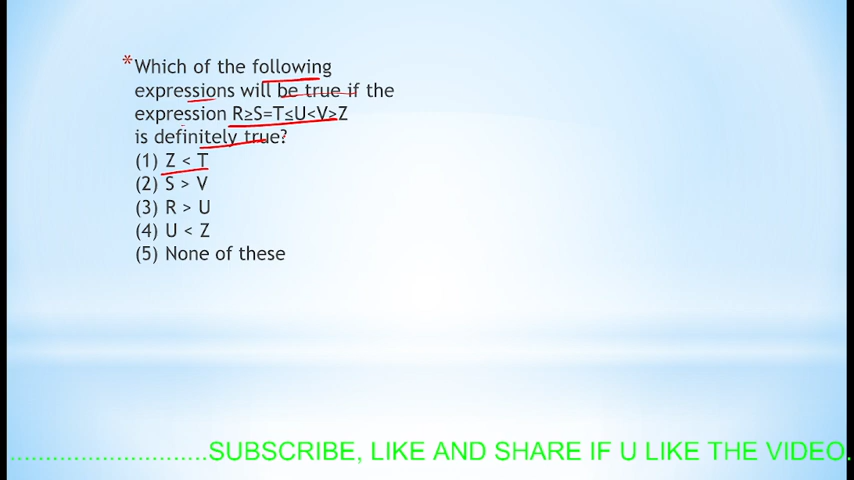 *Which of the following
expressions will be true if the
expression R≥S=T≤U<V>Z
is definitely true?
(1) Z < T
(2) S > V
(3) R > U
(4) U < Z
(5) None of these
...........................SUBSCRIBE, LIKE AND SHARE IF U LIKE THE VIDEO.